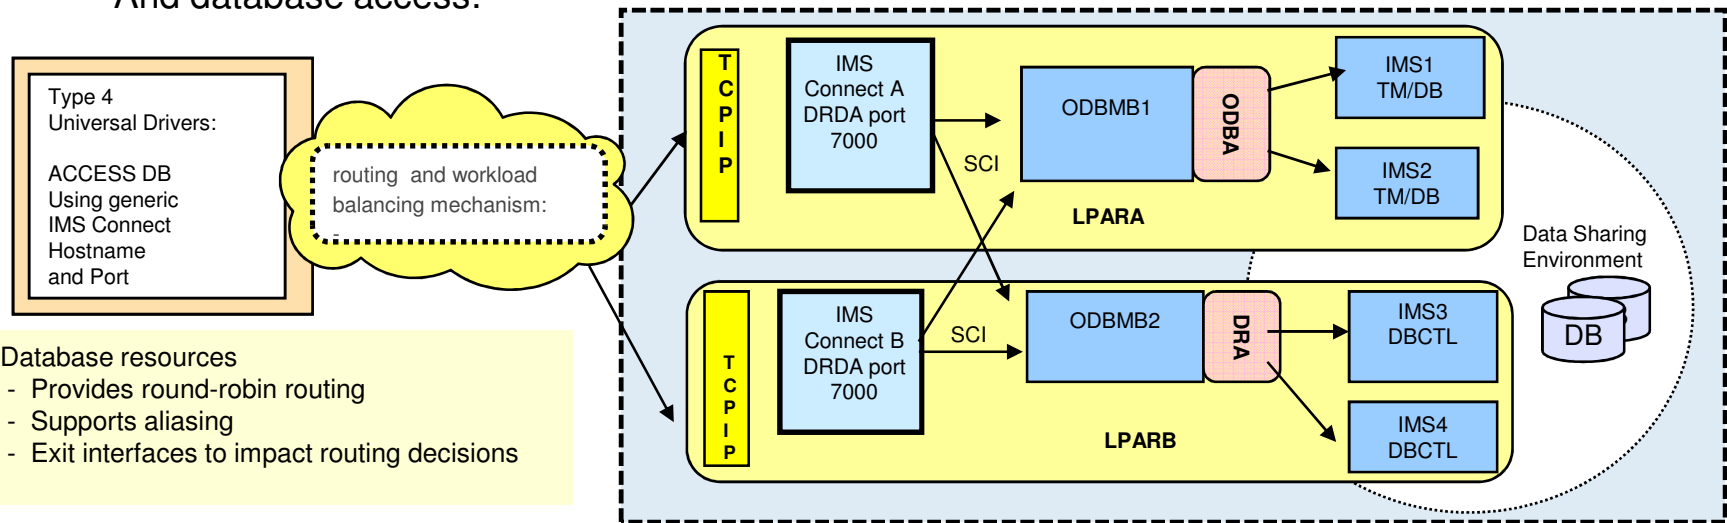 And database access:
Type 4
Universal Drivers:
ACCESS DB
Using generic
IMS Connect
Hostname
and Port
routing and workload
balancing mechanism:
-
T
C
P
I
P
IMS
Connect A
DRDA port
7000
SCI
ODBMB1
ODBA
IMS1
TM/DB
IMS2
TM/DB
LPARA
T
C
P
I
P
IMS
Connect B
DRDA port
7000
SCI
ODBMB2
DRA
IMS3
DBCTL
IMS4
DBCTL
LPARB
Data Sharing
Environment
DB
Database resources
- Provides round-robin routing
- Supports aliasing
- Exit interfaces to impact routing decisions